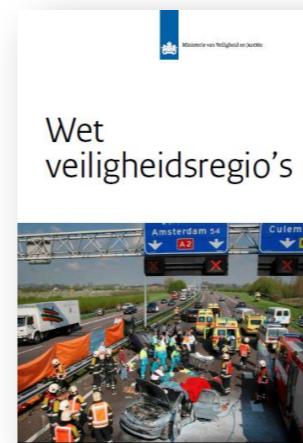 Ministerie van Veiligheid en Justitie
Wet
veiligheidsregio's
Amsterdam 54
Culem
A2